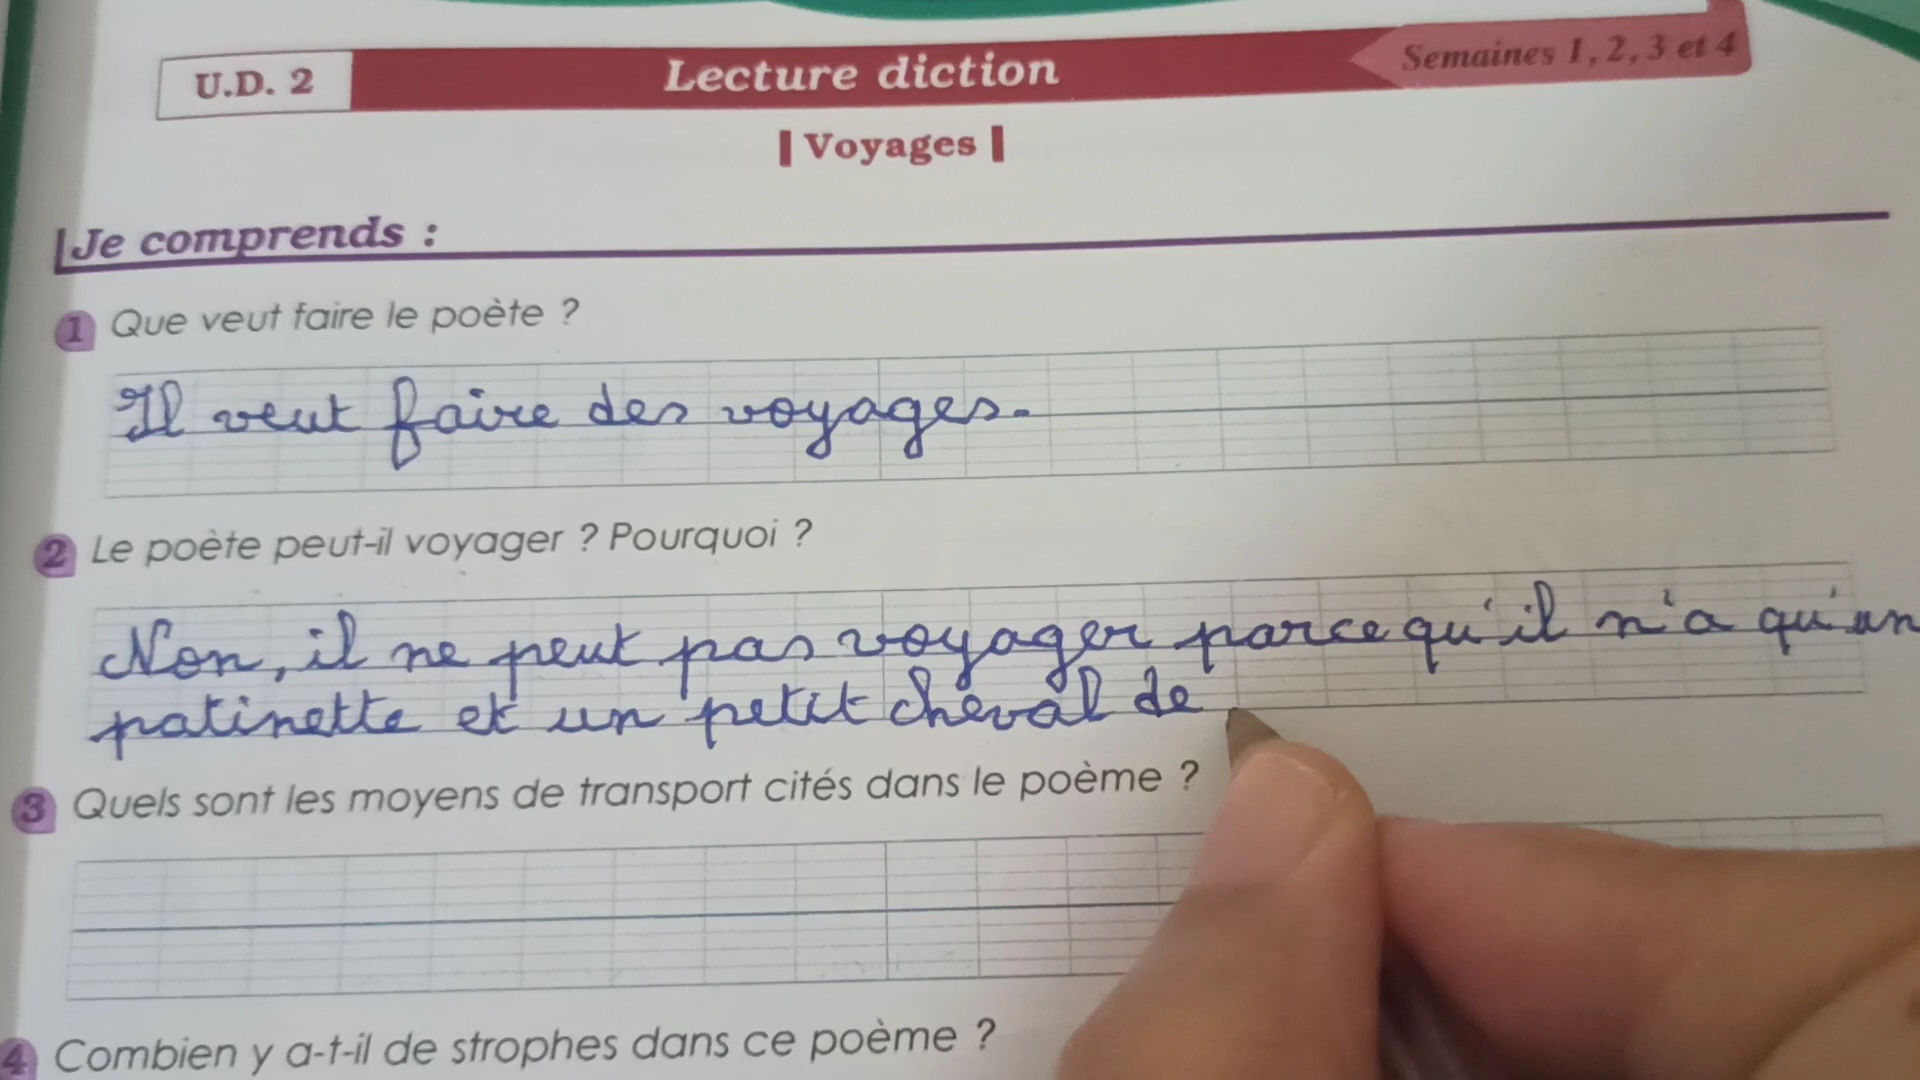 U.D. 2
Lecture diction
Semaines 1, 2, 3 et 4
Voyages
Je comprends :
1 Que veut faire le poète ?
Il veut faire des voyages.
2 Le poète peut-il voyager ? Pourquoi ?
Non, il ne peut pas voyager parce qu'il n'a qu'un
patinette et un petit cheval de
3 Quels sont les moyens de transport cités dans le poème ?
4 Combien y a-t-il de strophes dans ce poème ?